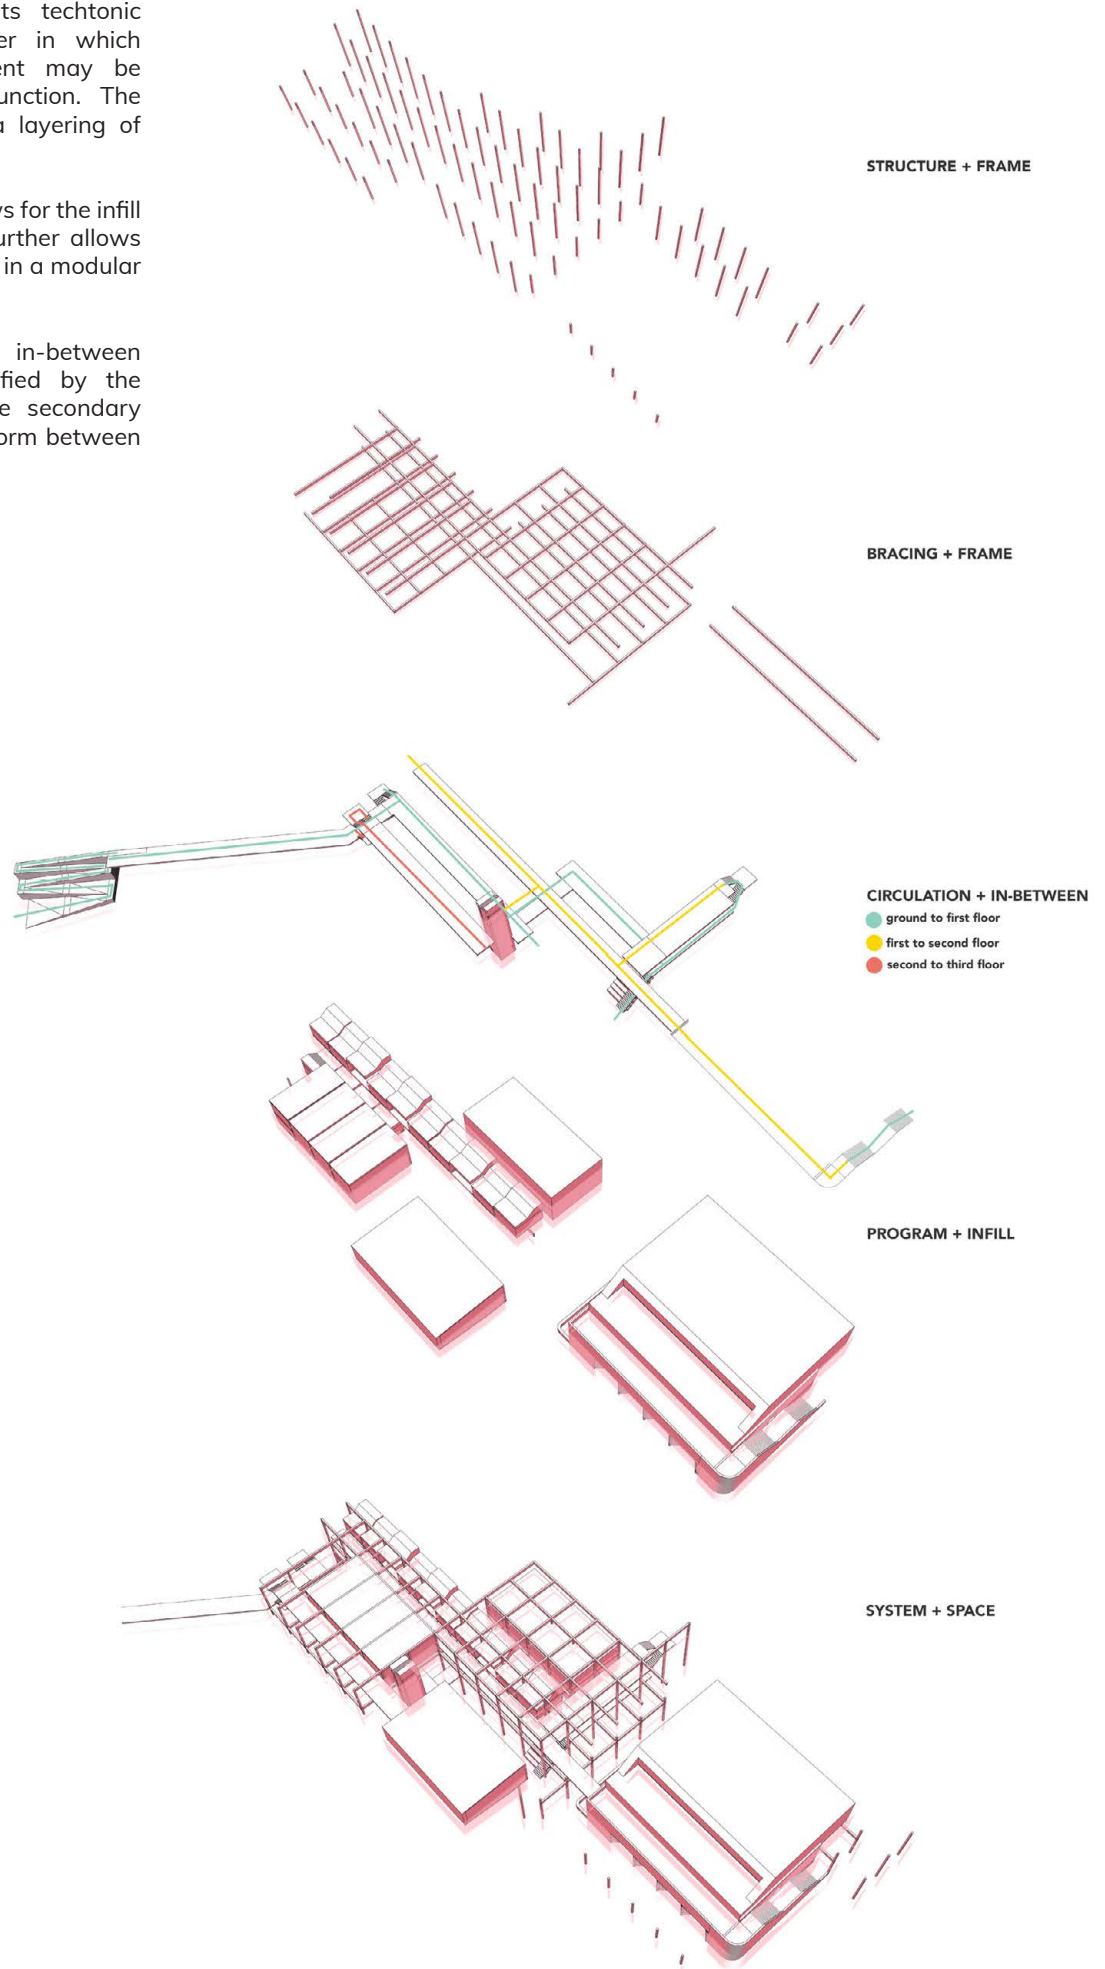 ts techtonic
er in which
ent may be
unction. The
a layering of
ws for the infill
urther allows
in a modular
in-between
fied by the
e secondary
orm between
STRUCTURE + FRAME
BRACING + FRAME
CIRCULATION + IN-BETWEEN
ground to first floor
first to second floor
second to third floor
PROGRAM + INFILL
SYSTEM + SPACE